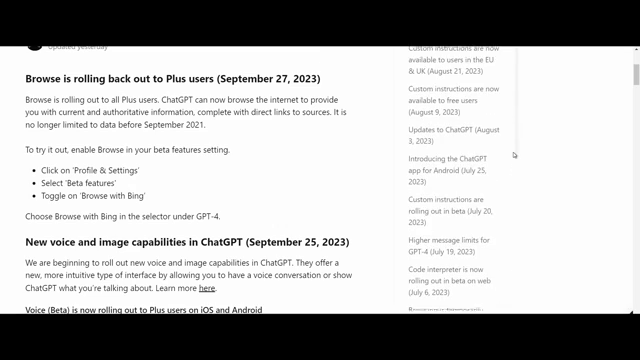 Updated yesterday
Browse is rolling back out to Plus users (September 27, 2023)
Browse is rolling out to all Plus users. ChatGPT can now browse the internet to provide
you with current and authoritative information, complete with direct links to sources. It is
no longer limited to data before September 2021.
To try it out, enable Browse in your beta features setting.
Click on 'Profile & Settings'
Select 'Beta features'
Toggle on 'Browse with Bing'
Choose Browse with Bing in the selector under GPT-4.
New voice and image capabilities in ChatGPT (September 25, 2023)
We are beginning to roll out new voice and image capabilities in ChatGPT. They offer a
new, more intuitive type of interface by allowing you to have a voice conversation or show
ChatGPT what you're talking about. Learn more here.
Voice (Beta) is now rolling out to Plus users on iOS and Android
Custom instructions are now
available to users in the EU
& UK (August 21, 2023)
Custom instructions are now
available to free users
(August 9, 2023)
Updates to ChatGPT (August
3, 2023)
Introducing the ChatGPT
app for Android (July 25,
2023)
Custom instructions are
rolling out in beta (July 20,
2023)
Higher message limits for
GPT-4 (July 19, 2023)
Code interpreter is now
rolling out in beta on web
(July 6, 2023)